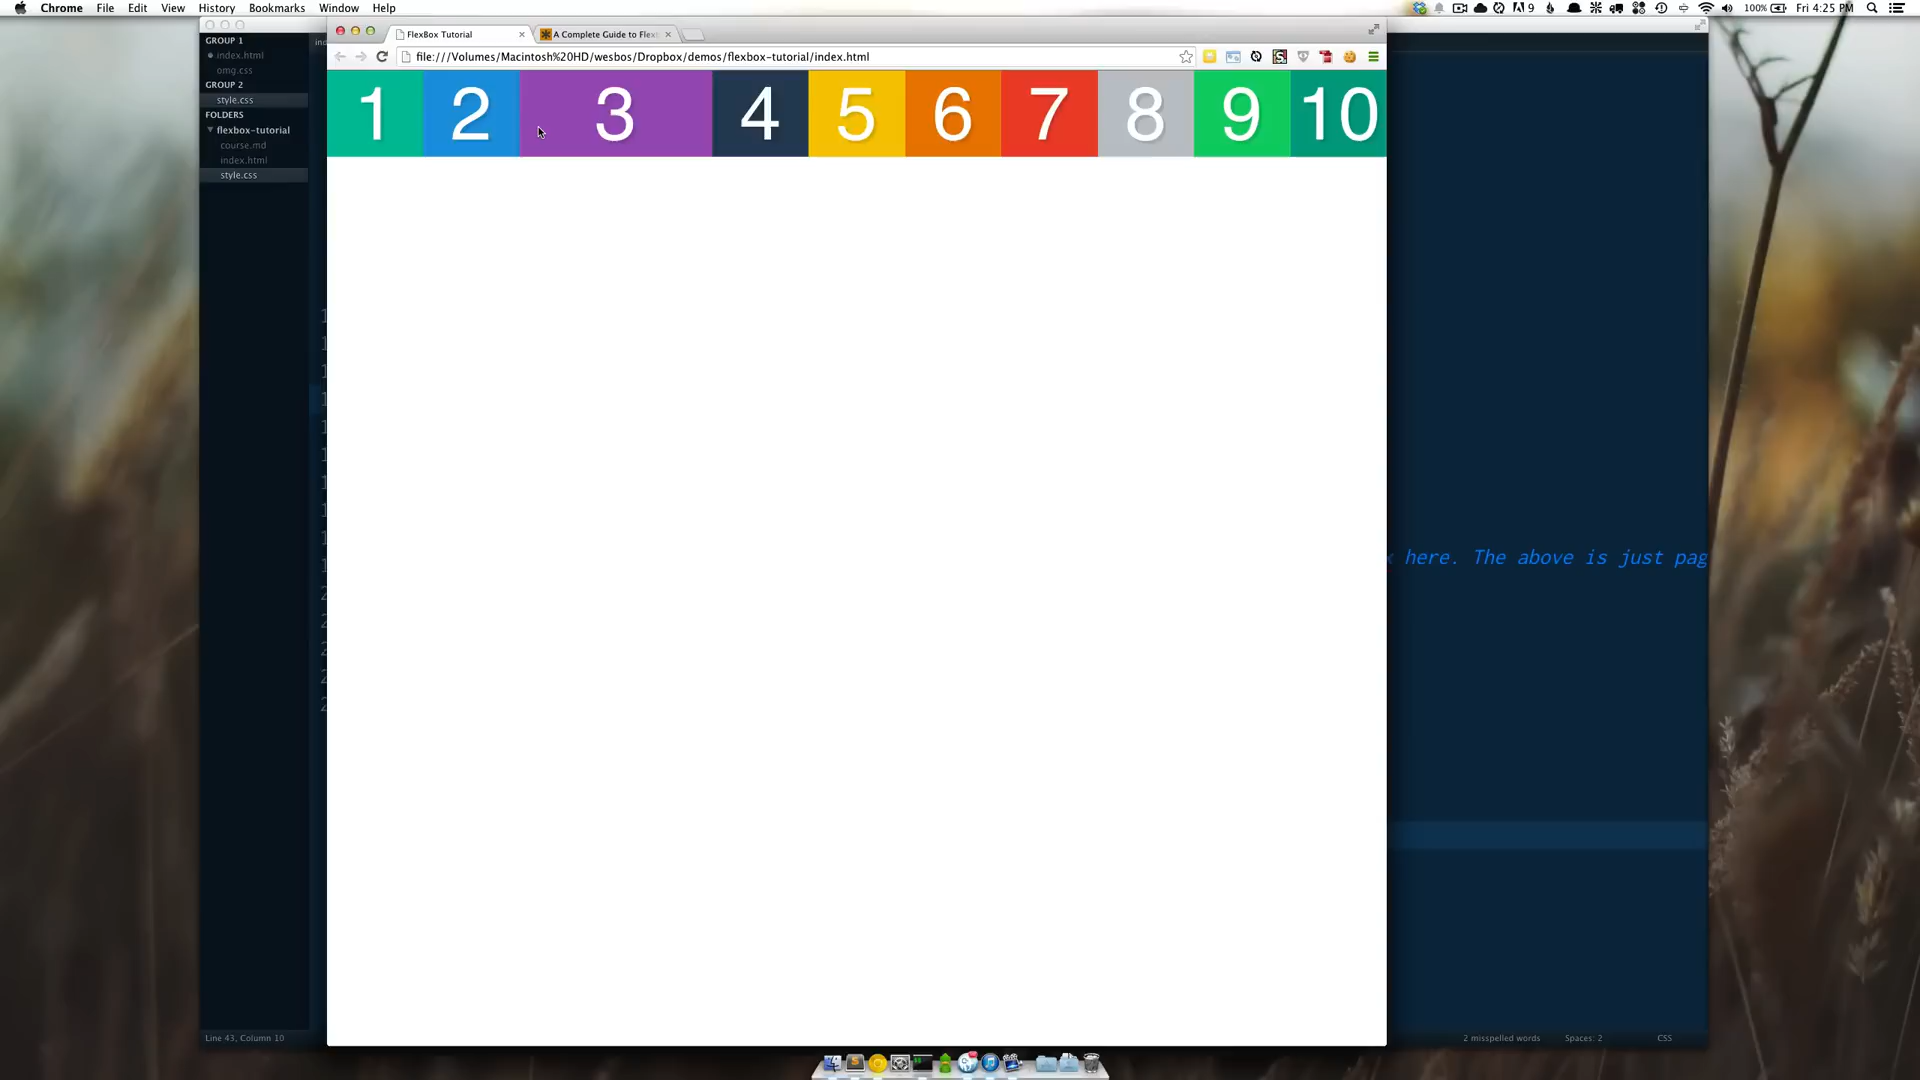 Chrome File Edit View History Bookmarks Window Help
9 100% Fri 4:25 PM
GROUP 1
index.html
omg.css
GROUP 2
style.css
FOLDERS
flexbox-tutorial
course.md
index.html
style.css
FlexBox Tutorial
A Complete Guide to Flex
file:///Volumes/Macintosh%20HD/wesbos/Dropbox/demos/flexbox-tutorial/index.html
1 2 3 4 5 6 7 8 9 10
here. The above is just pag
Line 43, Column 10
2 misspelled words
Spaces: 2
CSS